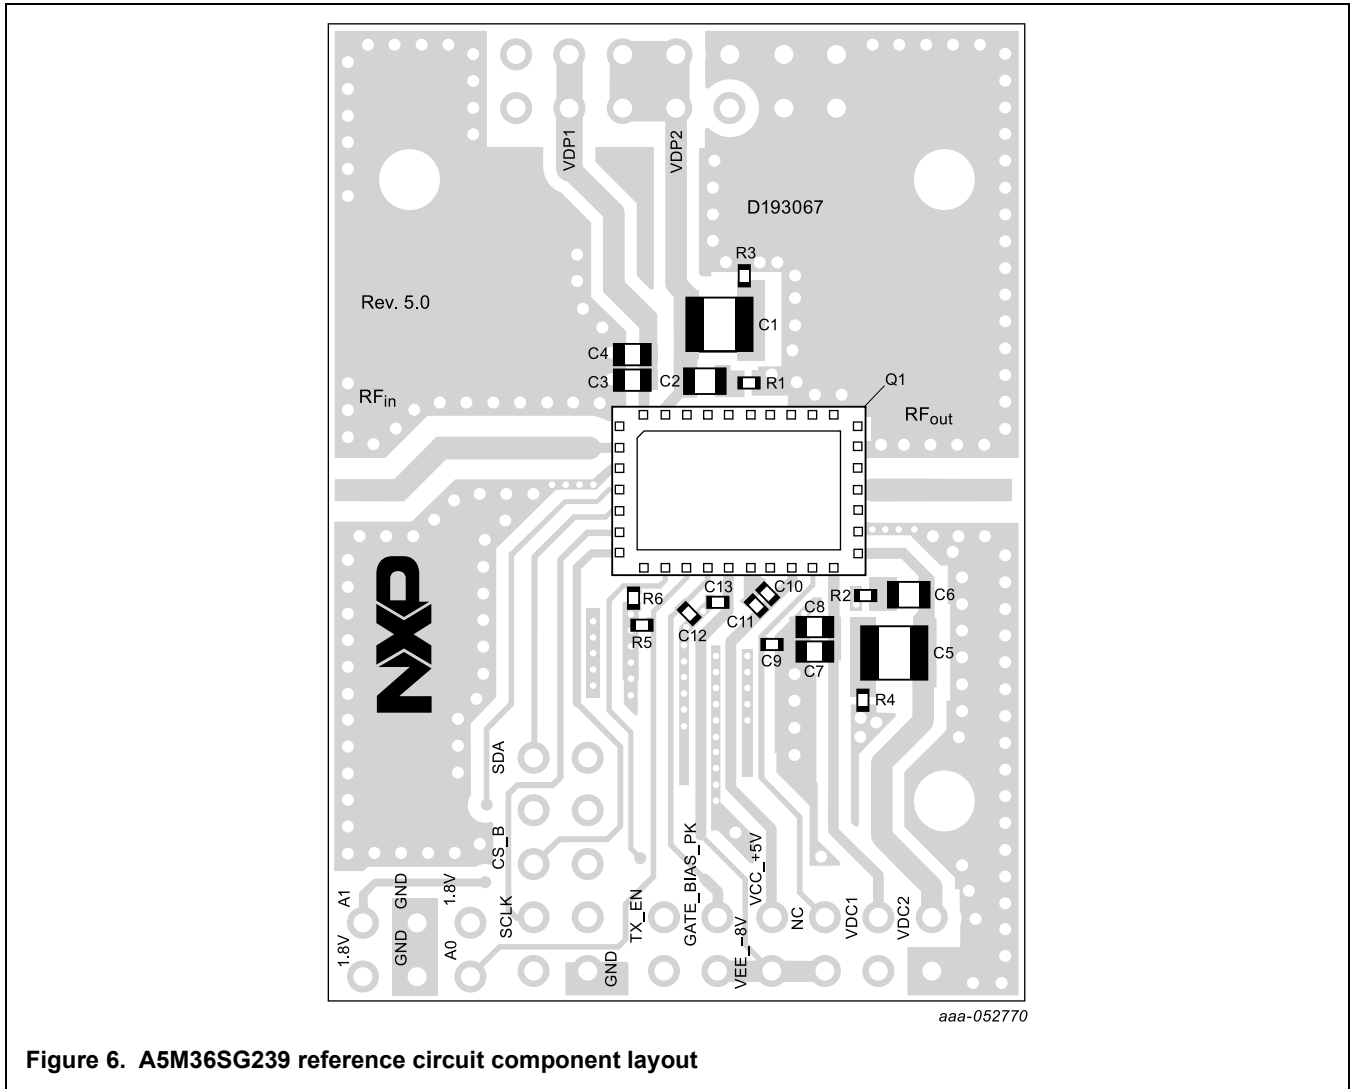 VDP1
VDP2
D193067
R3
Rev. 5.0
C1
C4
C3
C2
R1
Q1
RFin
RFout
NXP
R6
R5
C13
C12
C11
C10
C9
C8
C7
R2
C6
C5
R4
SDA
CS_B
SCLK
A1
GND
1.8V
1.8V
GND
A0
GND
TX_EN
GATE_BIAS_PK
VEE_–8V
VCC_+5V
NC
VDC1
VDC2
aaa-052770
Figure 6. A5M36SG239 reference circuit component layout